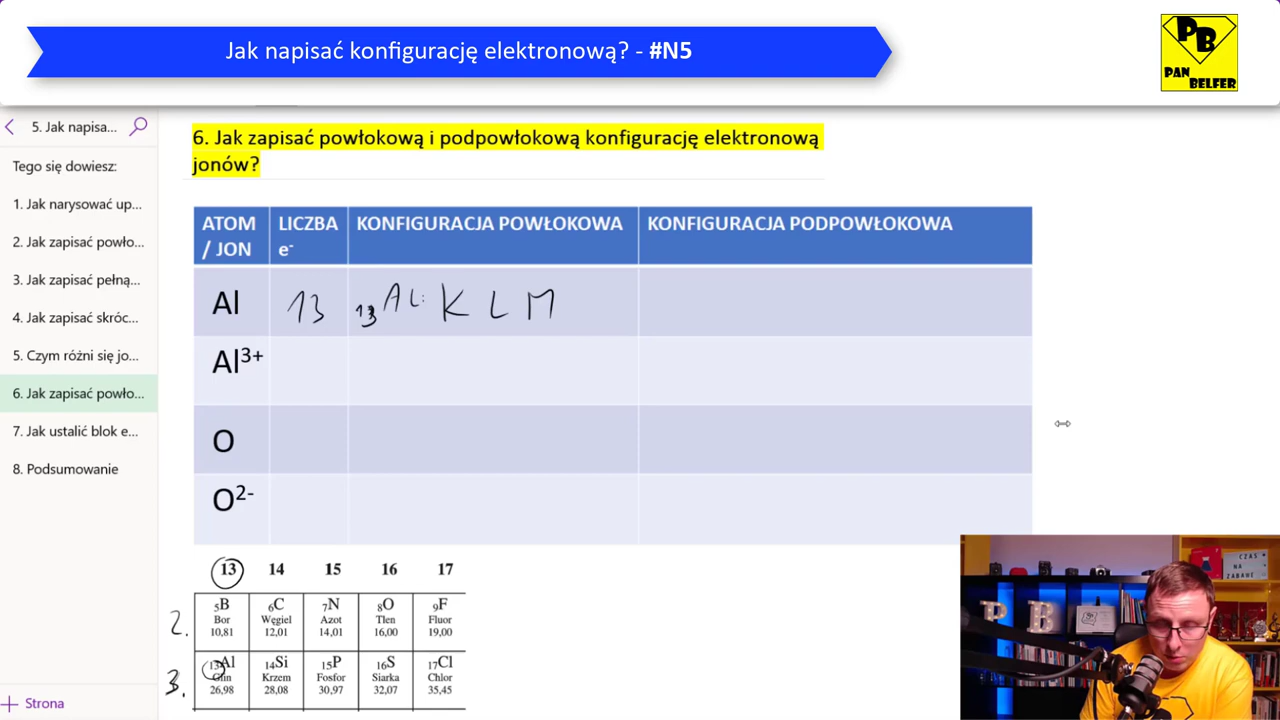 Jak napisać konfigurację elektronową? - #N5
PB
PAN
BELFER
5. Jak napisa...
Tego się dowiesz:
1. Jak narysować up...
2. Jak zapisać powło...
3. Jak zapisać pełną...
4. Jak zapisać skróc...
5. Czym różni się jo...
6. Jak zapisać powło...
7. Jak ustalić blok e...
8. Podsumowanie
Strona
6. Jak zapisać powłokową i podpowłokową konfigurację elektronową
jonów?
ATOM / JON
LICZBA e-
KONFIGURACJA POWŁOKOWA
KONFIGURACJA PODPOWŁOKOWA
Al 13 13Al: K L M
Al3+
O
O2-
13 14 15 16 17
2.
5B 6C 7N 8O 9F
Bor Węgiel Azot Tlen Fluor
10,81 12,01 14,01 16,00 19,00
3.
13Al 14Si 15P 16S 17Cl
Glin Krzem Fosfor Siarka Chlor
26,98 28,08 30,97 32,07 35,45
P B
CZAS
NA
ZABAWĘ